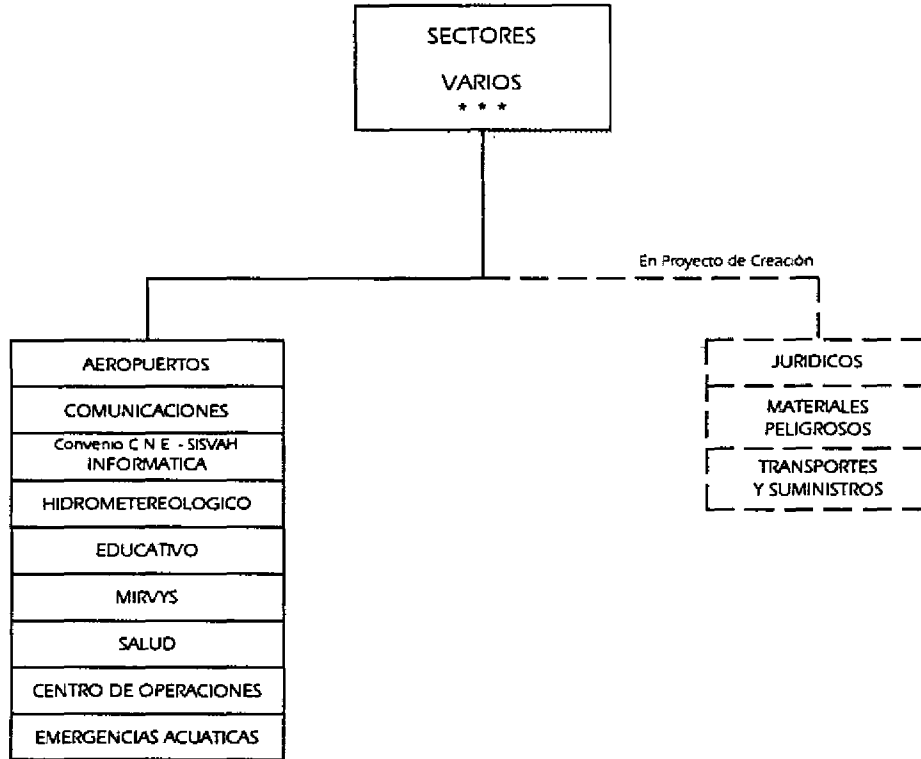 SECTORES
VARIOS
* * *
En Proyecto de Creación
AEROPUERTOS
COMUNICACIONES
Convenio C N E - SISVAH
INFORMATICA
HIDROMETEREOLOGICO
EDUCATIVO
MIRVYS
SALUD
CENTRO DE OPERACIONES
EMERGENCIAS ACUATICAS
JURIDICOS
MATERIALES
PELIGROSOS
TRANSPORTES
Y SUMINISTROS